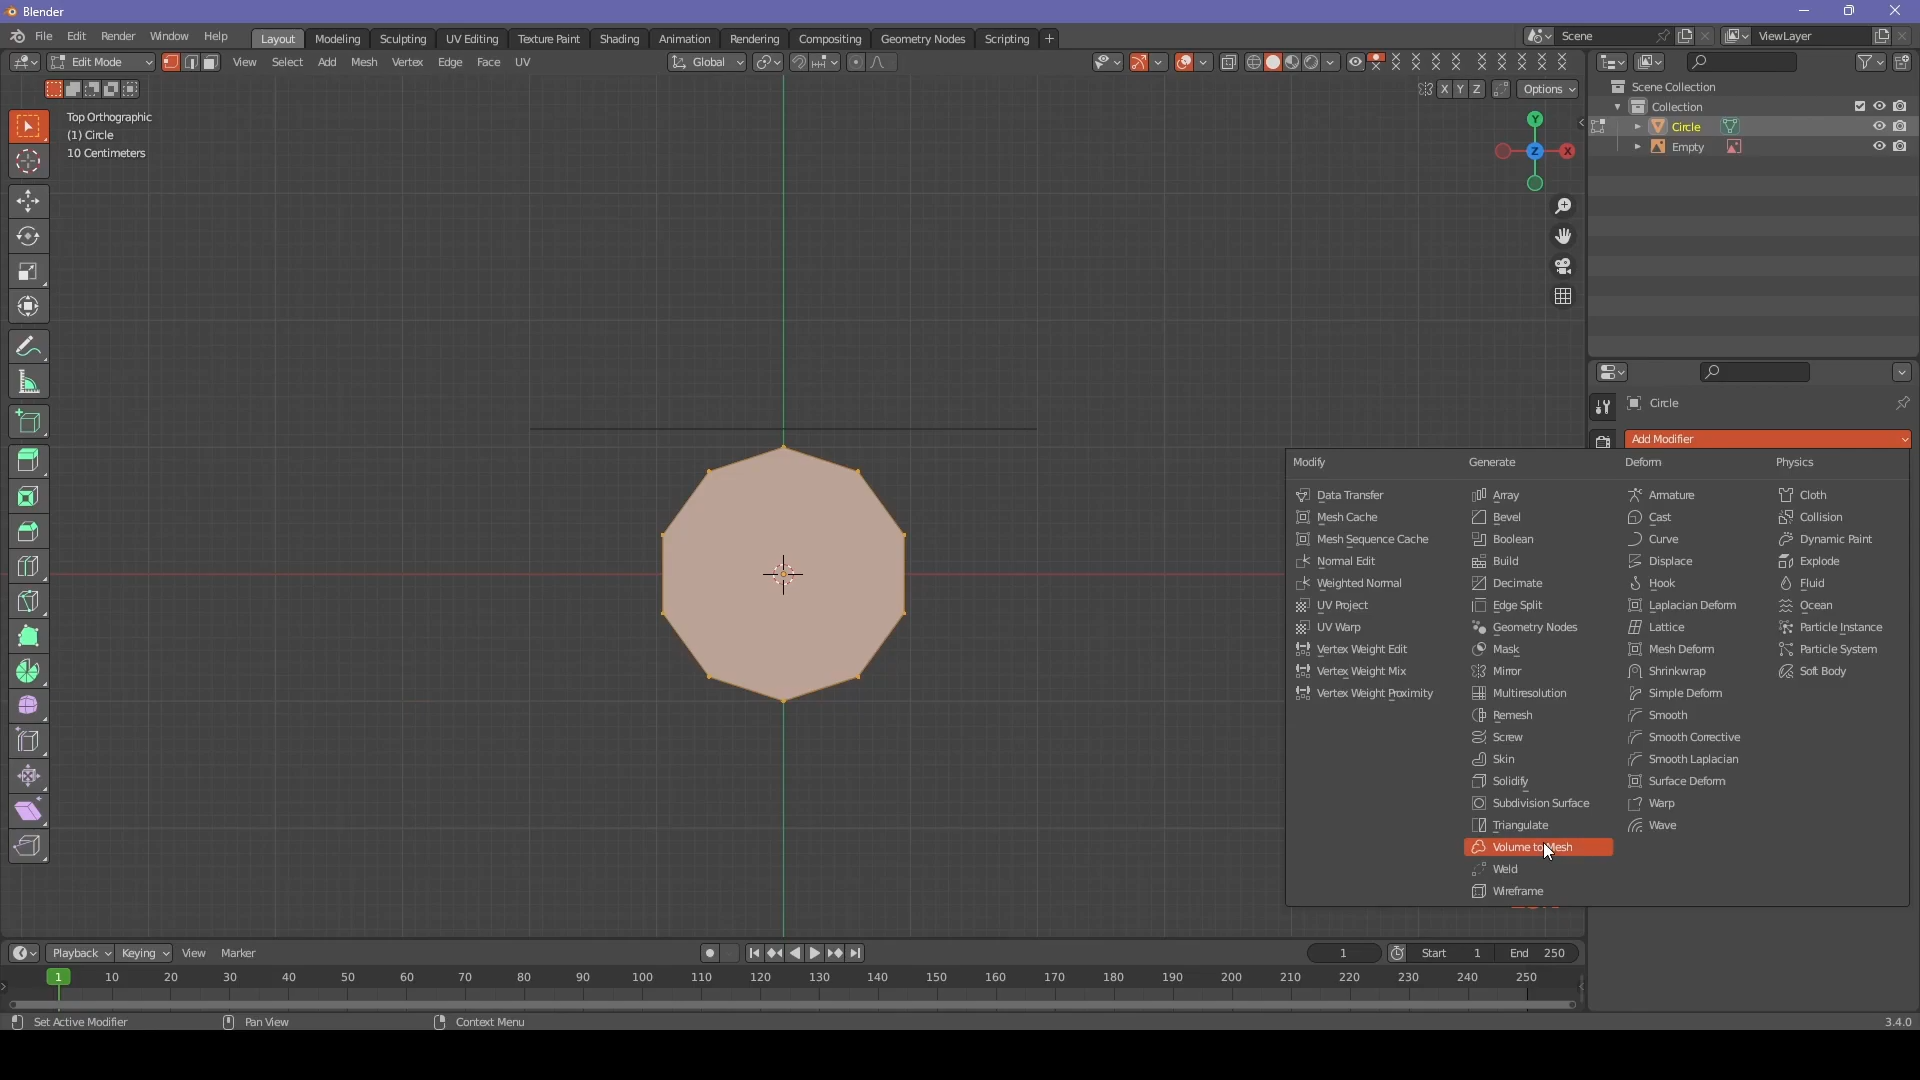 Blender
File Edit Render Window Help Layout Modeling Sculpting UV Editing Texture Paint Shading Animation Rendering Compositing Geometry Nodes Scripting + Scene ViewLayer
Edit Mode View Select Add Mesh Vertex Edge Face UV Global
X Y Z Options
Top Orthographic
(1) Circle
10 Centimeters
Y
Z
X
Scene Collection
Collection
Circle
Empty
Circle
Add Modifier
Modify Generate Deform Physics
Data Transfer Array Armature Cloth
Mesh Cache Bevel Cast Collision
Mesh Sequence Cache Boolean Curve Dynamic Paint
Normal Edit Build Displace Explode
Weighted Normal Decimate Hook Fluid
UV Project Edge Split Laplacian Deform Ocean
UV Warp Geometry Nodes Lattice Particle Instance
Vertex Weight Edit Mask Mesh Deform Particle System
Vertex Weight Mix Mirror Shrinkwrap Soft Body
Vertex Weight Proximity Multiresolution Simple Deform
Remesh Smooth
Screw Smooth Corrective
Skin Smooth Laplacian
Solidify Surface Deform
Subdivision Surface Warp
Triangulate Wave
Volume to Mesh
Weld
Wireframe
Playback Keying View Marker 1 Start 1 End 250
1 10 20 30 40 50 60 70 80 90 100 110 120 130 140 150 160 170 180 190 200 210 220 230 240 250
Set Active Modifier Pan View Context Menu 3.4.0